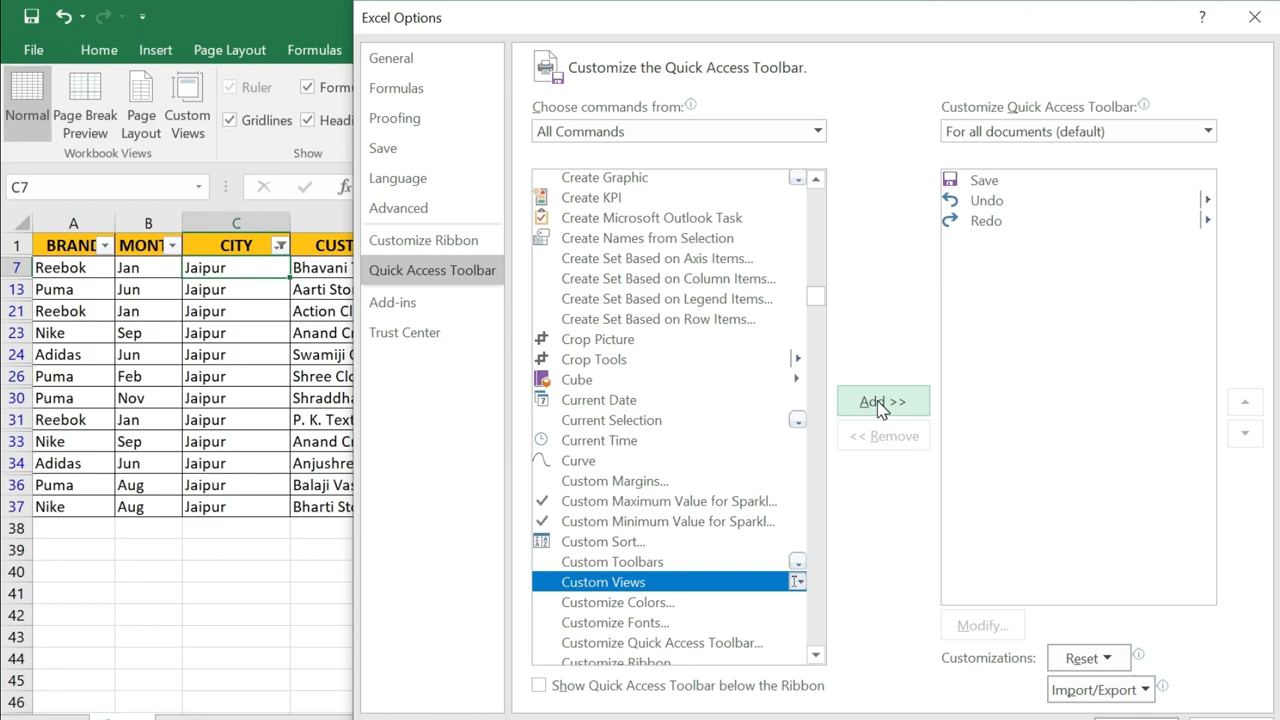 Excel Options
?
File Home Insert Page Layout Formulas
Normal
Page Break Preview
Page Layout
Custom Views
Workbook Views
Ruler
Gridlines
Show
C7
fx
A B C
1 BRAND CITY
7 Reebok Jan Jaipur Bhavani
13 Puma Jun Jaipur
21 Reebok Jan Jaipur
23 Nike Sep Jaipur
24 Adidas Jun Jaipur Swamiji
26 Puma Feb Jaipur
30 Puma Nov Jaipur
31 Reebok Jan Jaipur
33 Nike Sep Jaipur
34 Adidas Jun Jaipur
36 Puma Aug Jaipur
37 Nike Aug Jaipur
38
39
40
41
42
43
44
45
46
General
Formulas
Proofing
Save
Language
Advanced
Customize Ribbon
Quick Access Toolbar
Add-ins
Trust Center
Customize the Quick Access Toolbar.
Choose commands from:
All Commands
Create Graphic
Create KPI
Create Microsoft Outlook Task
Create Names from Selection
Create Set Based on Axis Items...
Create Set Based on Column Items...
Create Set Based on Legend Items...
Create Set Based on Row Items...
Crop Picture
Crop Tools
Cube
Current Date
Current Selection
Current Time
Curve
Custom Margins...
Custom Maximum Value for Sparkl...
Custom Minimum Value for Sparkl...
Custom Sort...
Custom Toolbars
Custom Views
Customize Colors...
Customize Fonts...
Customize Quick Access Toolbar...
Customize Ribbon
Show Quick Access Toolbar below the Ribbon
Add >>
<< Remove
Customize Quick Access Toolbar:
For all documents (default)
Save
Undo
Redo
Modify...
Customizations: Reset
Import/Export